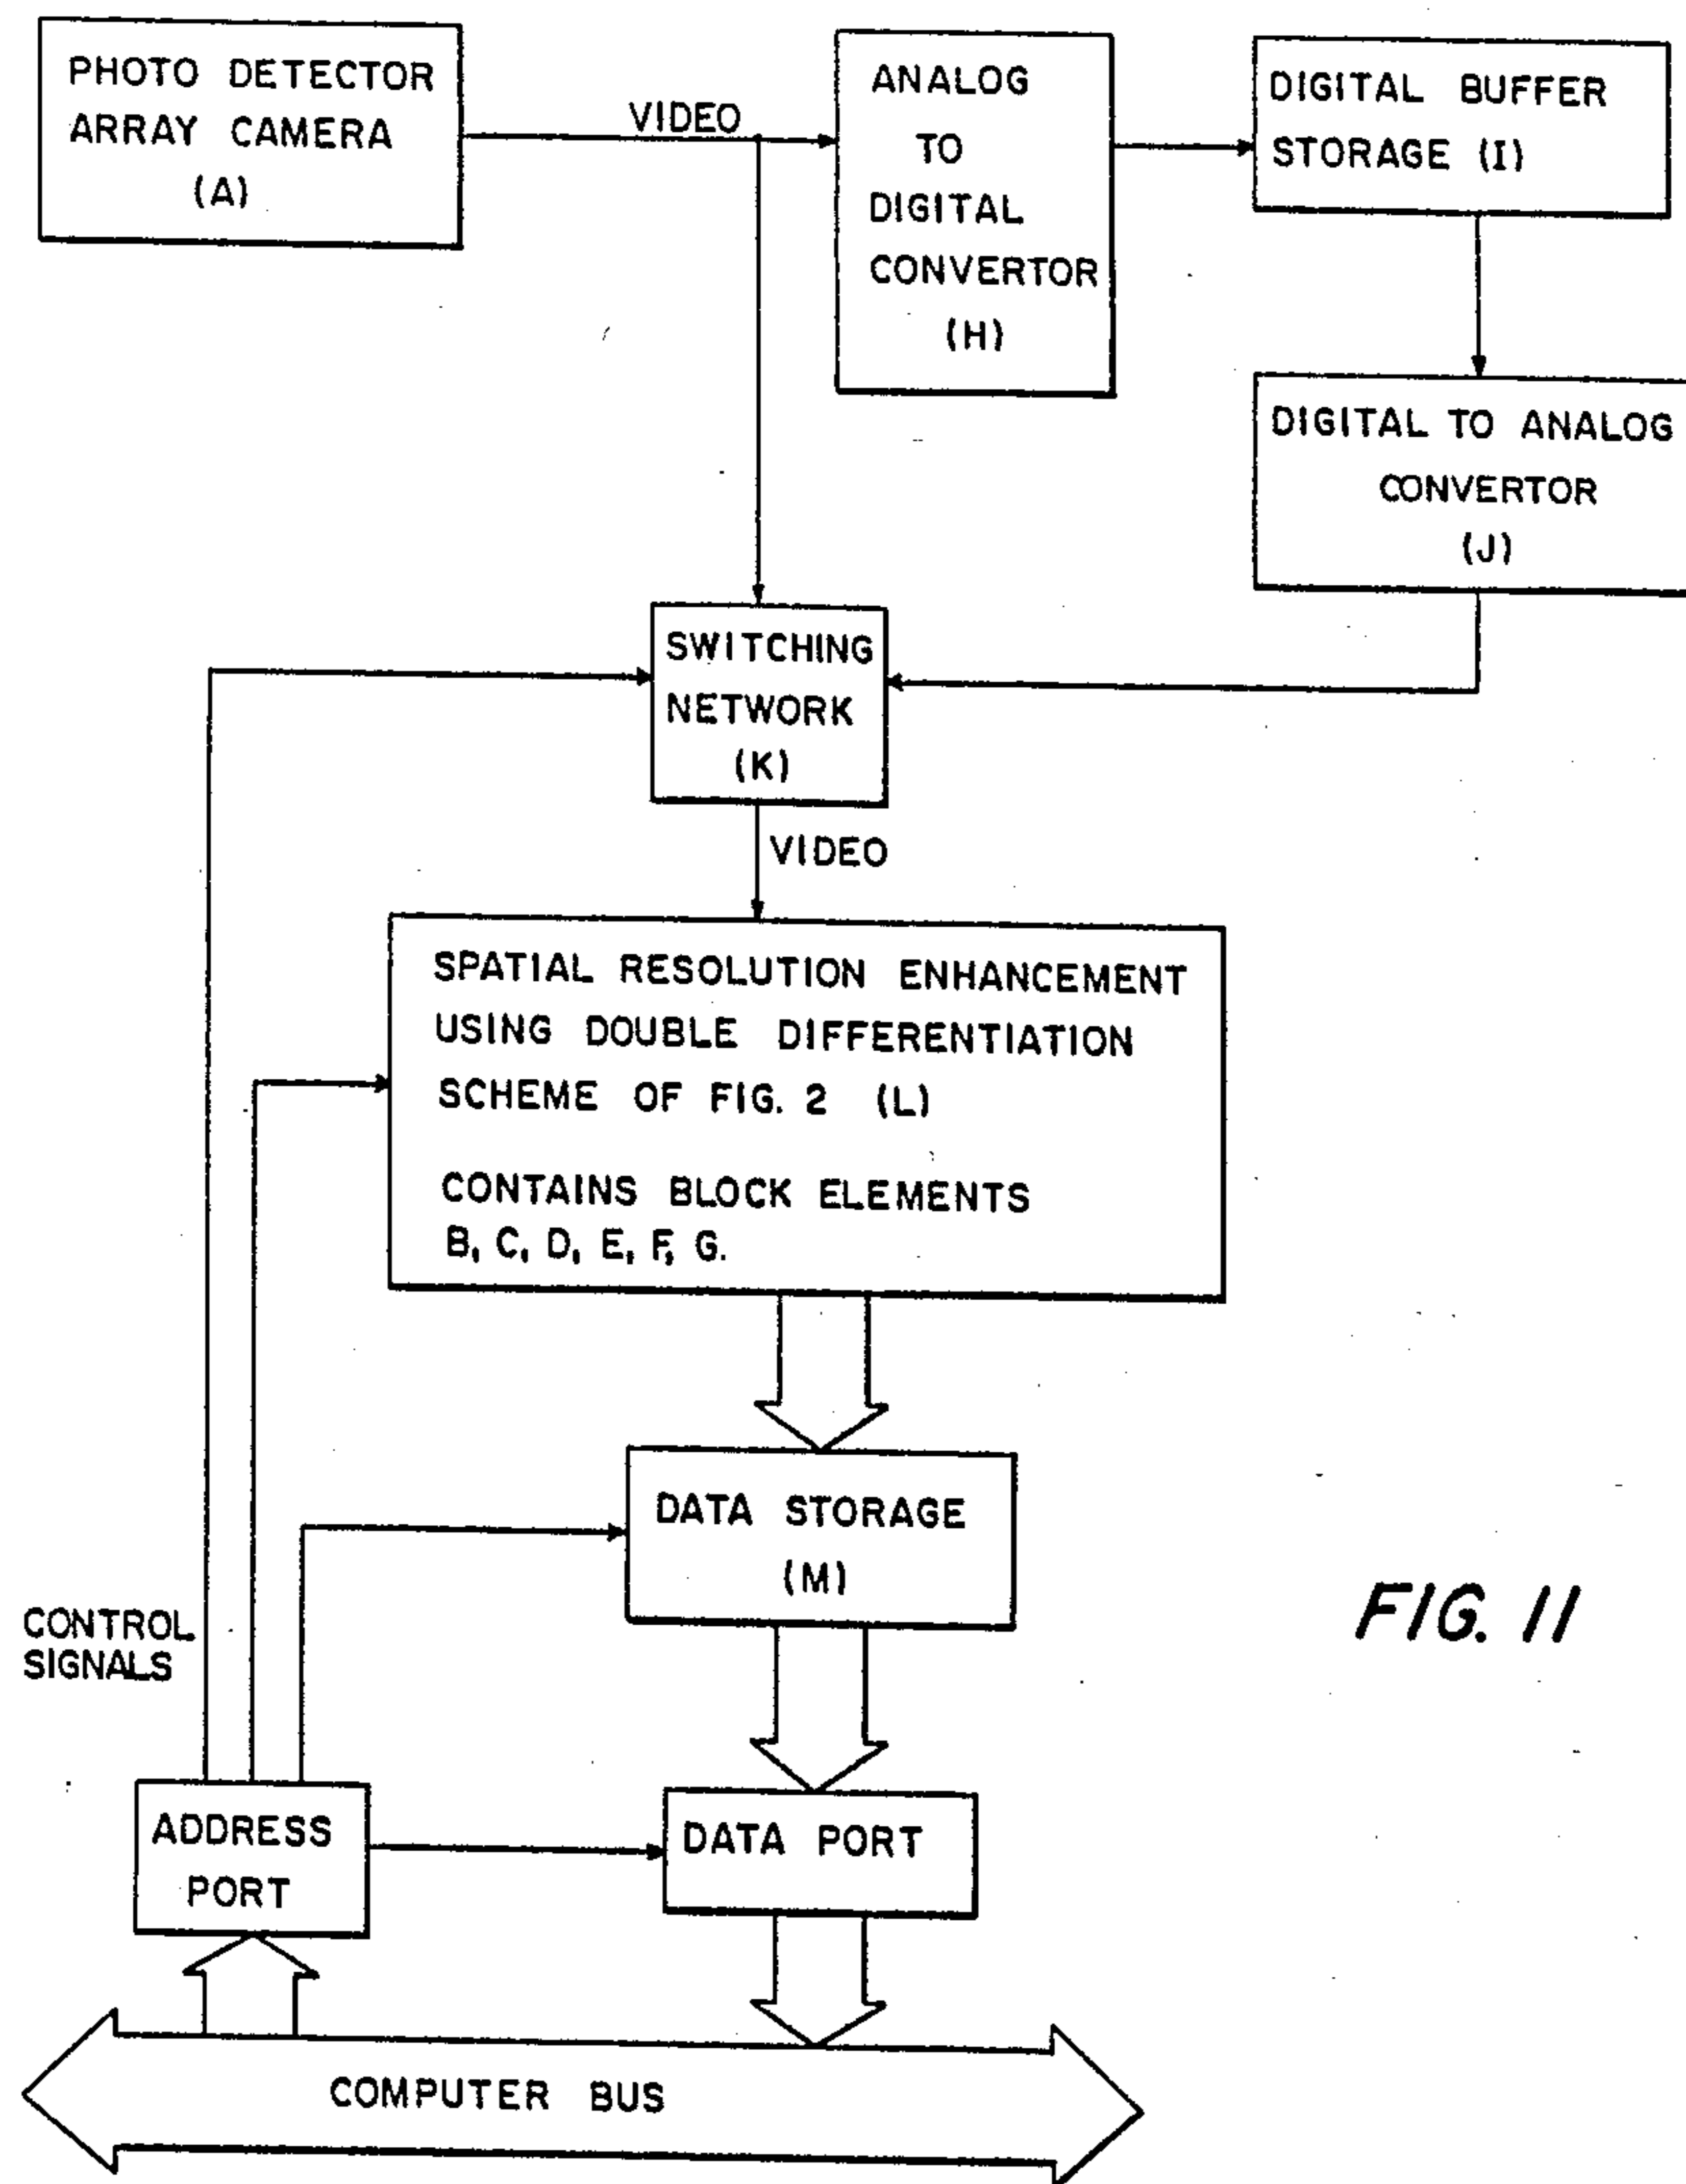 PHOTO DETECTOR
ARRAY CAMERA
(A)
VIDEO
ANALOG
TO
DIGITAL
CONVERTOR
(H)
DIGITAL BUFFER
STORAGE (I)
DIGITAL TO ANALOG
CONVERTOR
(J)
SWITCHING
NETWORK
(K)
VIDEO
SPATIAL RESOLUTION ENHANCEMENT
USING DOUBLE DIFFERENTIATION
SCHEME OF FIG. 2 (L)
CONTAINS BLOCK ELEMENTS
B, C, D, E, F, G.
DATA STORAGE
(M)
CONTROL
SIGNALS
FIG. 11
ADDRESS
PORT
DATA PORT
COMPUTER BUS